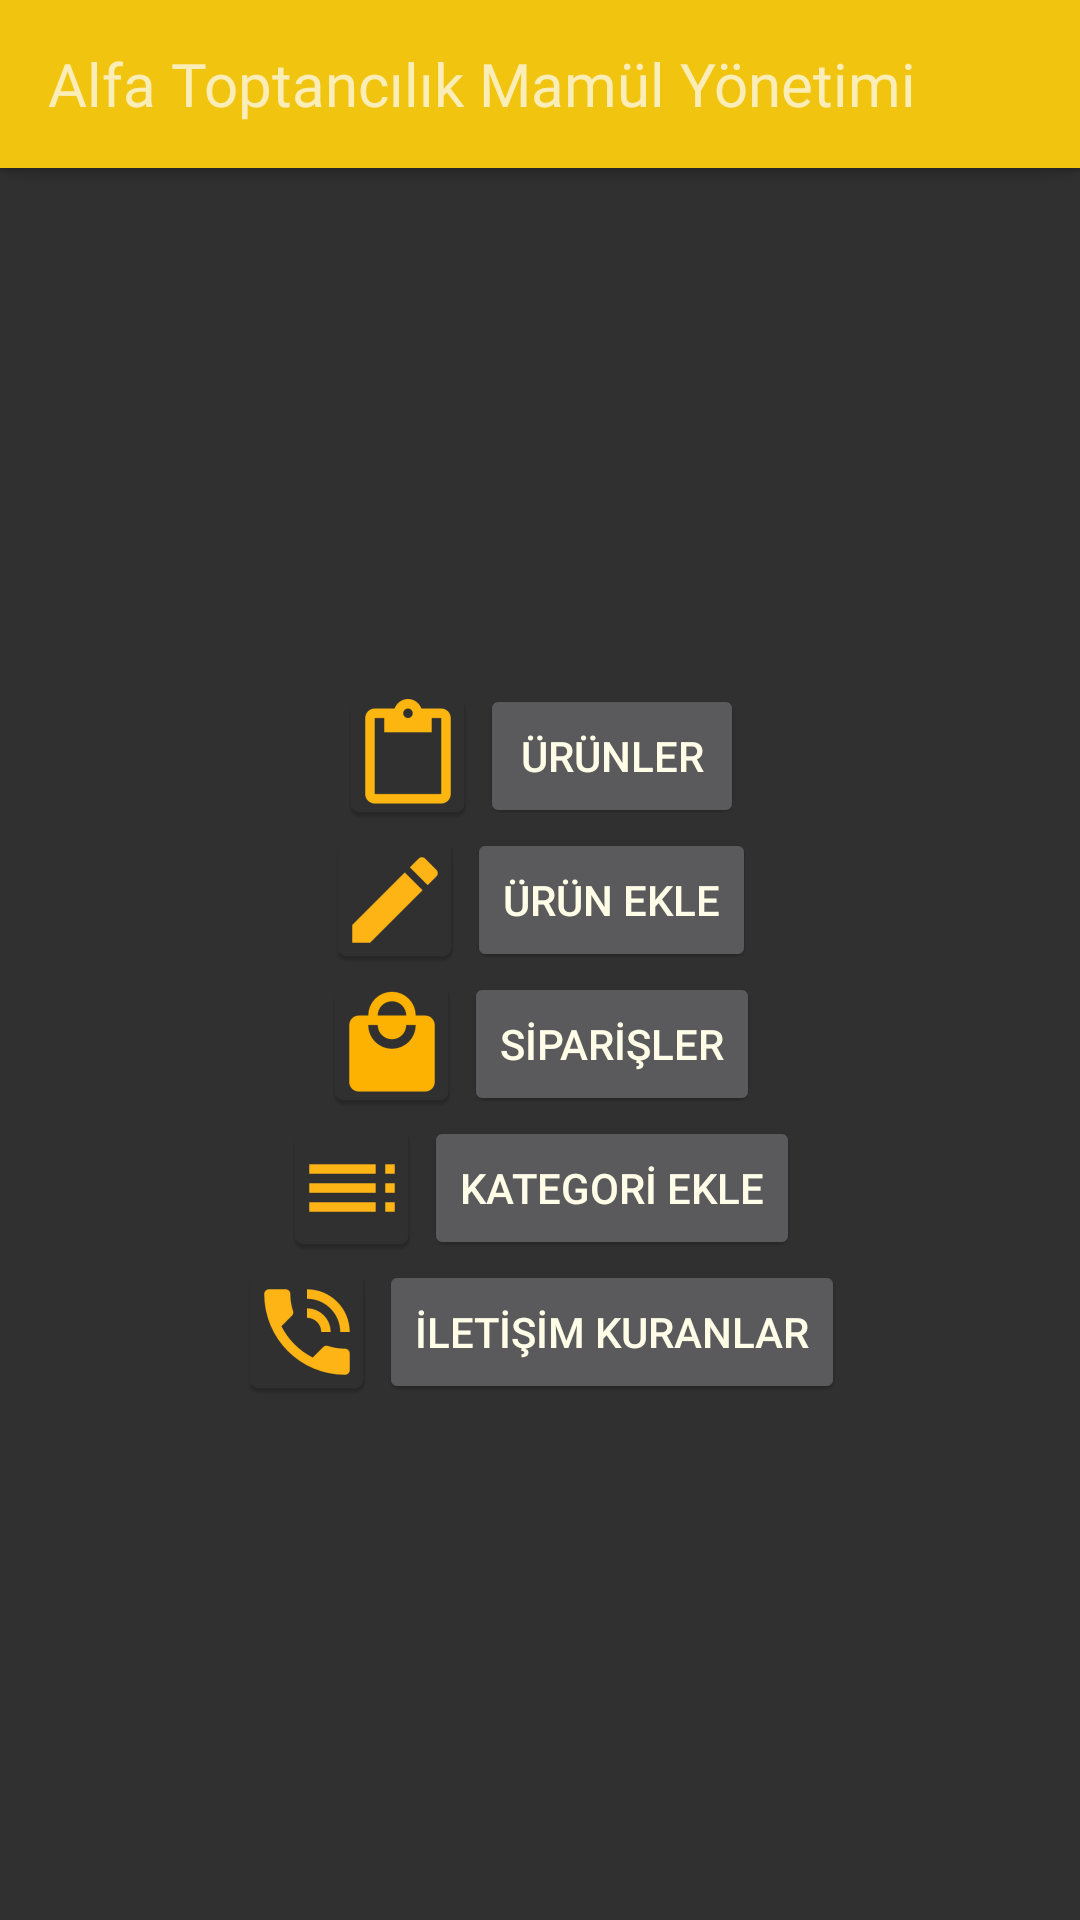 Alfa Toptancılık Mamül Yönetimi
ÜRÜNLER
ÜRÜN EKLE
SİPARİŞLER
KATEGORİ EKLE
İLETİŞİM KURANLAR